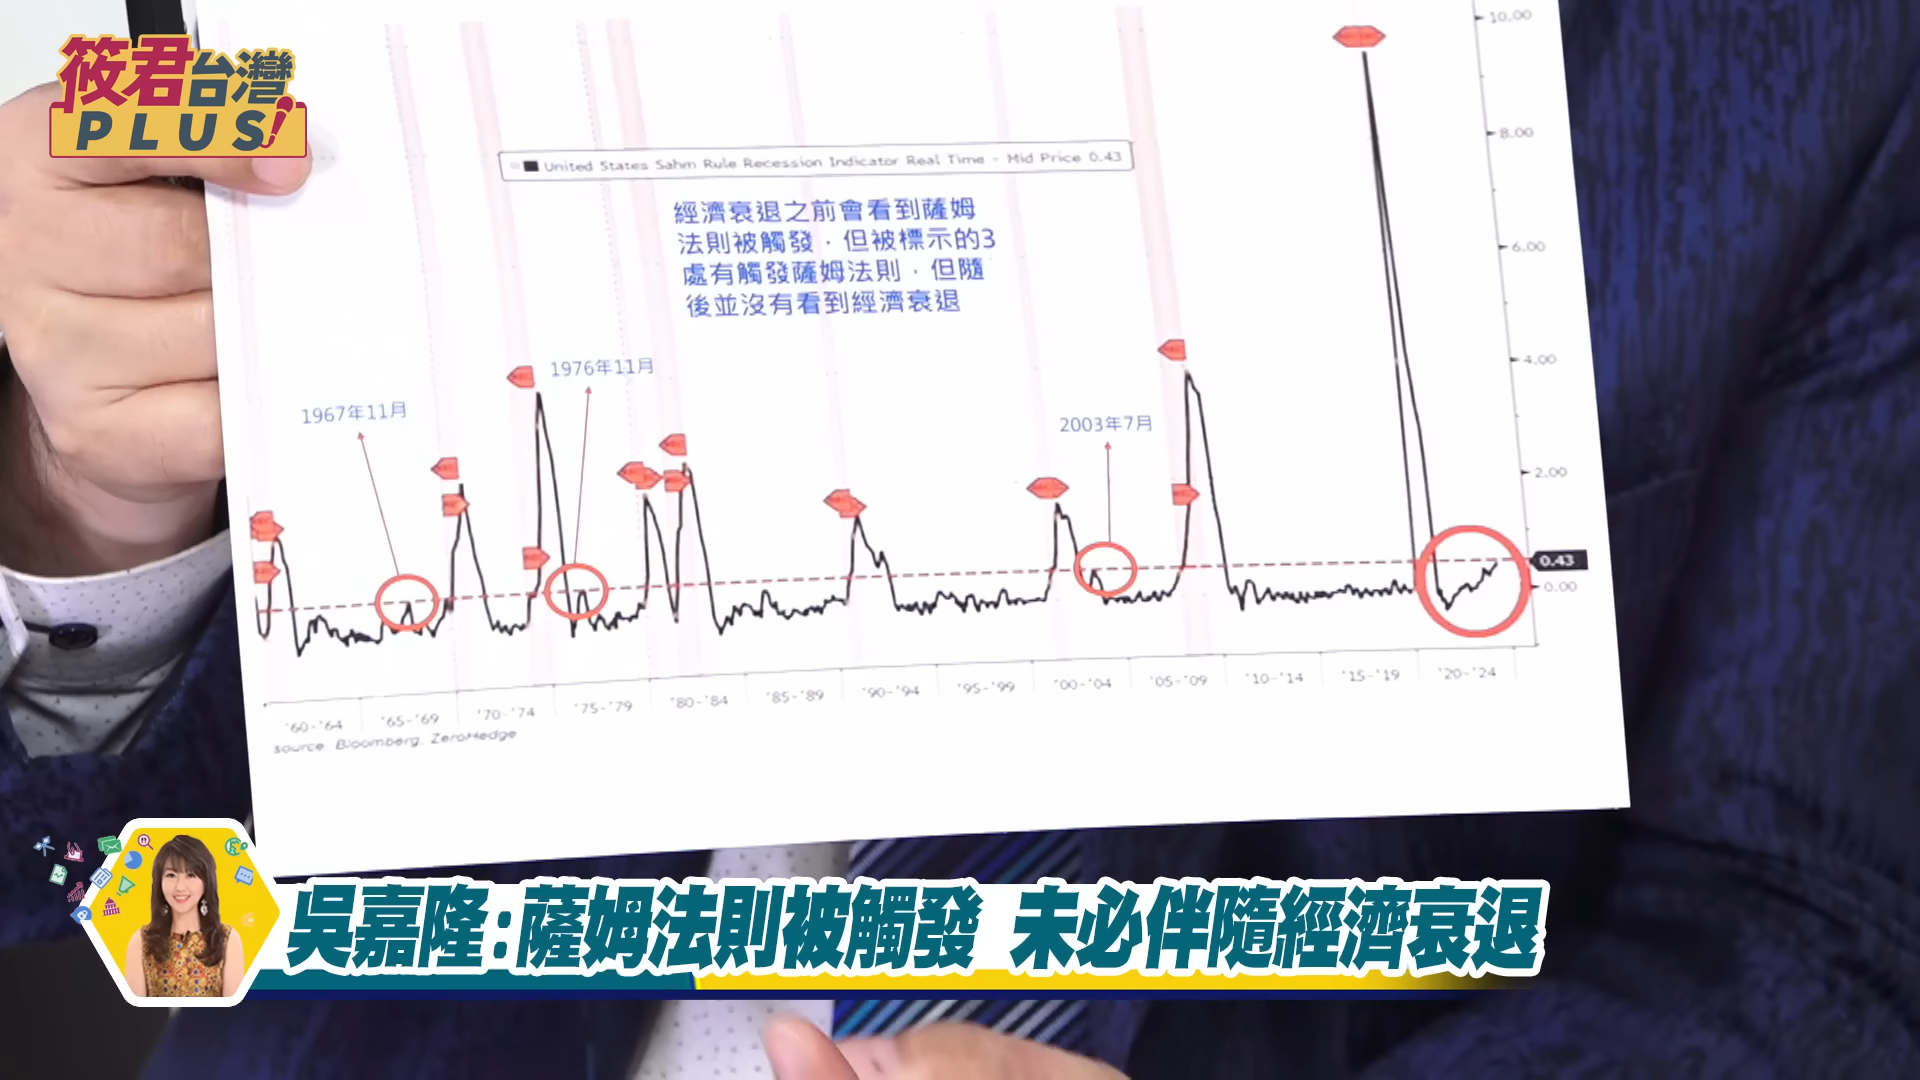 筱君台灣
PLUS!
10.00
8.00
United States Sahm Rule Recession Indicator Real Time - Mid Price 0.43
經濟衰退之前會看到薩姆
法則被觸發，但被標示的3
處有觸發薩姆法則，但隨
後並沒有看到經濟衰退
6.00
4.00
1976年11月
1967年11月
2003年7月
2.00
0.43
0.00
'60-'64 '65-'69 '70-'74 '75-'79 '80-'84 '85-'89 '90-'94 '95-'99 '00-'04 '05-'09 '10-'14 '15-'19 '20-'24
source: Bloomberg, ZeroHedge
吳嘉隆:薩姆法則被觸發 未必伴隨經濟衰退